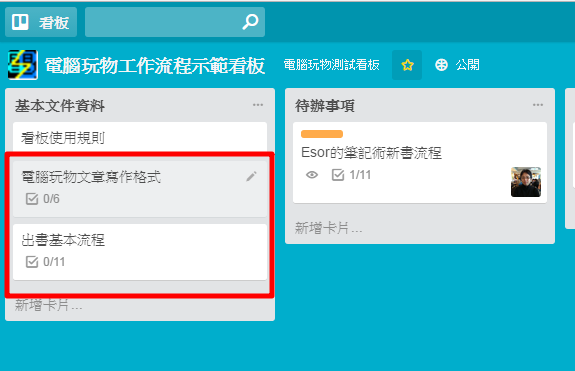 看板
電腦玩物工作流程示範看板
電腦玩物測試看板
公開
基本文件資料
看板使用規則
電腦玩物文章寫作格式
0/6
出書基本流程
0/11
新增卡片...
待辦事項
Esor的筆記術新書流程
1/11
新增卡片...